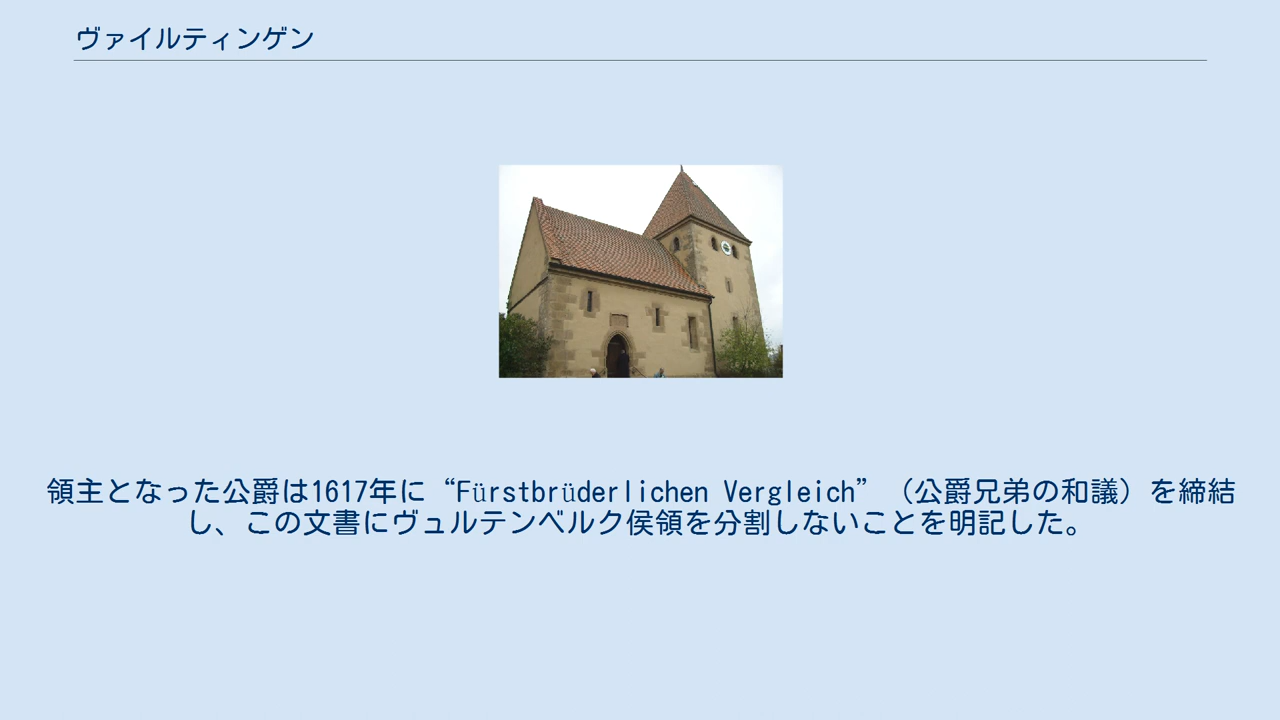 ヴァイルティンゲン
領主となった公爵は1617年に“Fürstbrüderlichen Vergleich”（公爵兄弟の和議）を締結
し、この文書にヴュルテンベルク侯領を分割しないことを明記した。